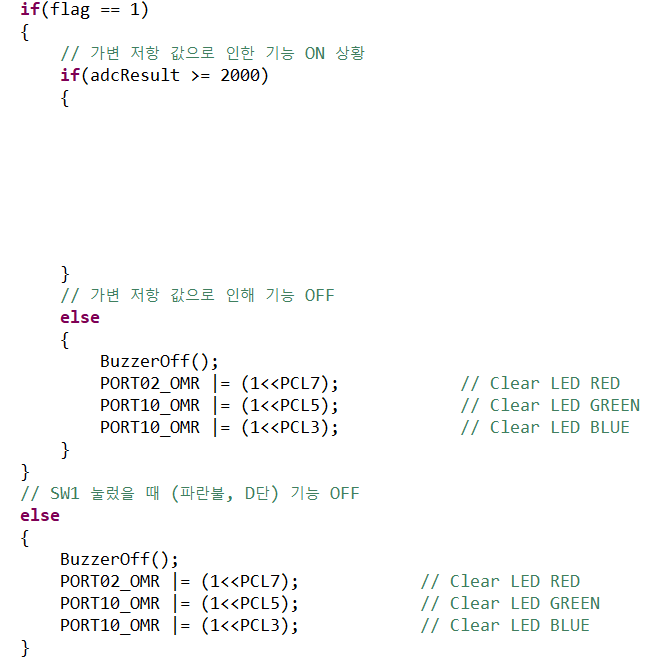 if(flag == 1)
{
    // 가변 저항 값으로 인한 기능 ON 상황
    if(adcResult >= 2000)
    {
    }
    // 가변 저항 값으로 인해 기능 OFF
    else
    {
        BuzzerOff();
        PORT02_OMR |= (1<<PCL7);            // Clear LED RED
        PORT10_OMR |= (1<<PCL5);            // Clear LED GREEN
        PORT10_OMR |= (1<<PCL3);            // Clear LED BLUE
    }
}
// SW1 눌렀을 때 (파란불, D단) 기능 OFF
else
{
    BuzzerOff();
    PORT02_OMR |= (1<<PCL7);            // Clear LED RED
    PORT10_OMR |= (1<<PCL5);            // Clear LED GREEN
    PORT10_OMR |= (1<<PCL3);            // Clear LED BLUE
}